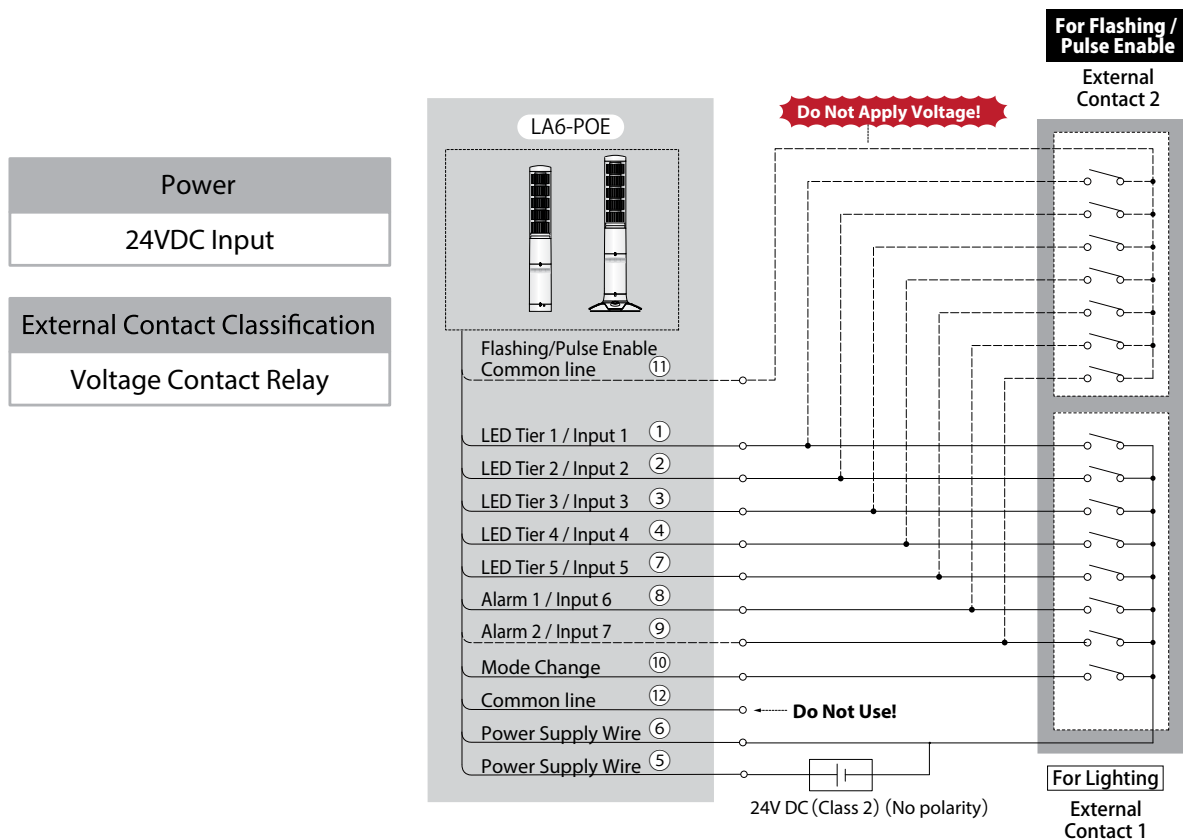 For Flashing /
Pulse Enable
External
Contact 2
Do Not Apply Voltage!
LA6-POE
Power
24VDC Input
External Contact Classification
Voltage Contact Relay
Flashing/Pulse Enable
Common line ⑪
LED Tier 1 / Input 1 ①
LED Tier 2 / Input 2 ②
LED Tier 3 / Input 3 ③
LED Tier 4 / Input 4 ④
LED Tier 5 / Input 5 ⑦
Alarm 1 / Input 6 ⑧
Alarm 2 / Input 7 ⑨
Mode Change ⑩
Common line ⑫
Do Not Use!
Power Supply Wire ⑥
Power Supply Wire ⑤
24V DC (Class 2) (No polarity)
For Lighting
External
Contact 1